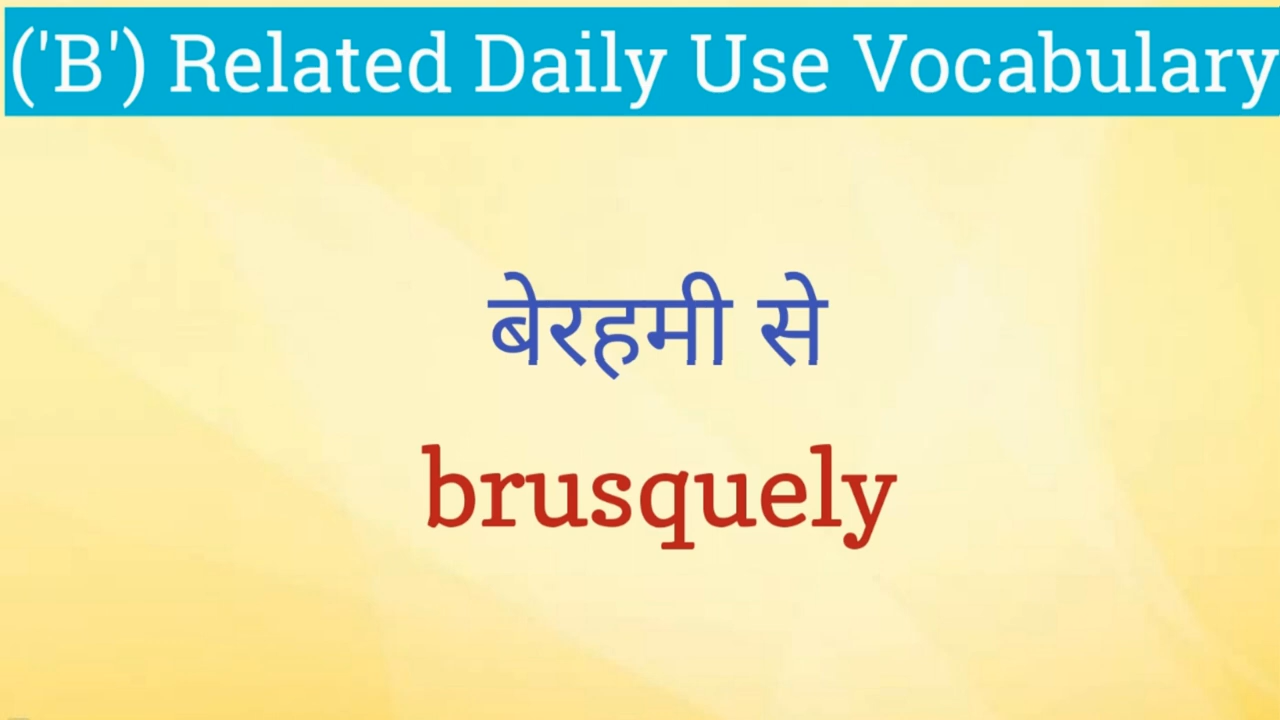 ('B') Related Daily Use Vocabulary
बेरहमी से
brusquely